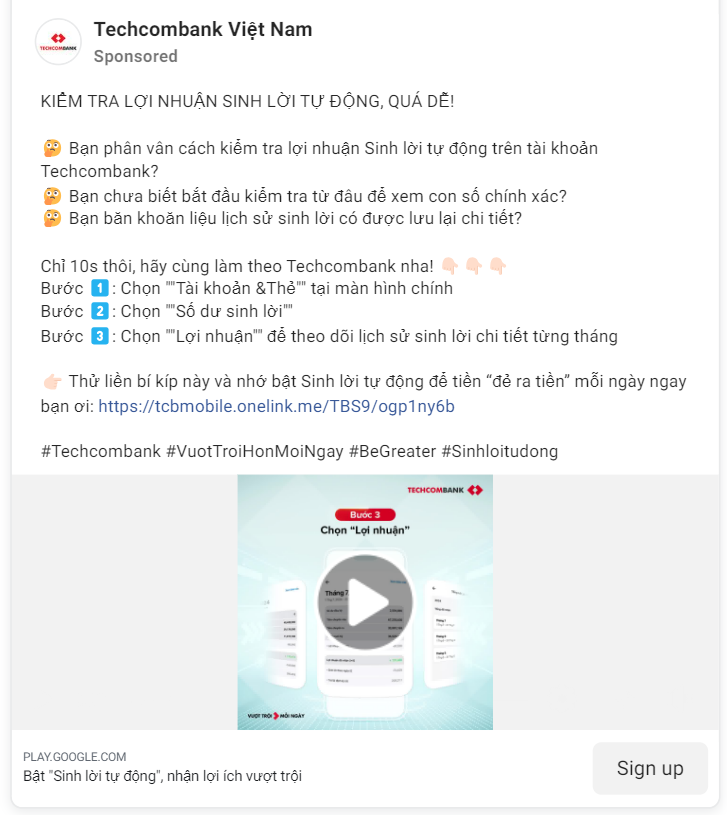 Techcombank Việt Nam
TECHCOMBANK
Sponsored
KIỂM TRA LỢI NHUẬN SINH LỜI TỰ ĐỘNG, QUÁ DỄ!
🤔 Bạn phân vân cách kiểm tra lợi nhuận Sinh lời tự động trên tài khoản
Techcombank?
🤔 Bạn chưa biết bắt đầu kiểm tra từ đâu để xem con số chính xác?
🤔 Bạn băn khoăn liệu lịch sử sinh lời có được lưu lại chi tiết?
Chỉ 10s thôi, hãy cùng làm theo Techcombank nha! 👇🏻👇🏻👇🏻
Bước 1️⃣: Chọn ""Tài khoản &Thẻ"" tại màn hình chính
Bước 2️⃣: Chọn ""Số dư sinh lời""
Bước 3️⃣: Chọn ""Lợi nhuận"" để theo dõi lịch sử sinh lời chi tiết từng tháng
👉🏻 Thử liền bí kíp này và nhớ bật Sinh lời tự động để tiền “đẻ ra tiền” mỗi ngày ngay
bạn ơi: https://tcbmobile.onelink.me/TBS9/ogp1ny6b
#Techcombank #VuotTroiHonMoiNgay #BeGreater #Sinhloitudong
TECHCOMBANK
Bước 3
Chọn “Lợi nhuận”
Tháng 7
VƯỢT TRỘI MỖI NGÀY
PLAY.GOOGLE.COM
Bật "Sinh lời tự động", nhận lợi ích vượt trội
Sign up